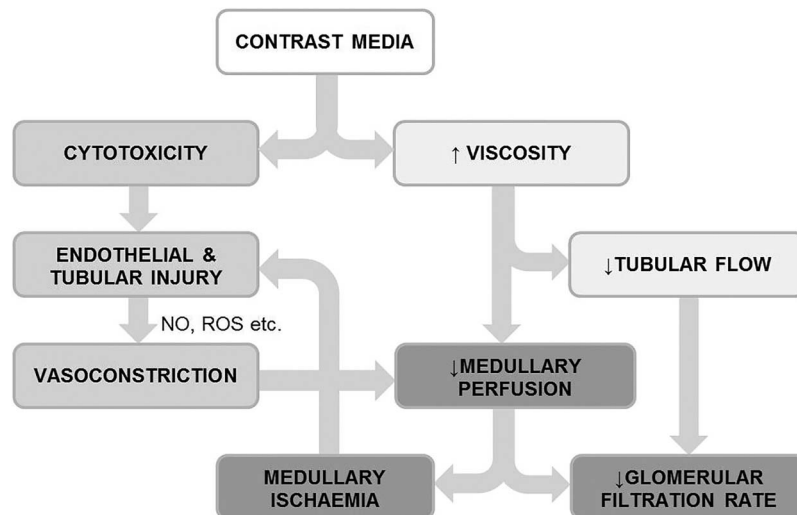 CONTRAST MEDIA
CYTOTOXICITY
↑ VISCOSITY
ENDOTHELIAL &
TUBULAR INJURY
↓TUBULAR FLOW
NO, ROS etc.
VASOCONSTRICTION
↓MEDULLARY
PERFUSION
MEDULLARY
ISCHAEMIA
↓GLOMERULAR
FILTRATION RATE